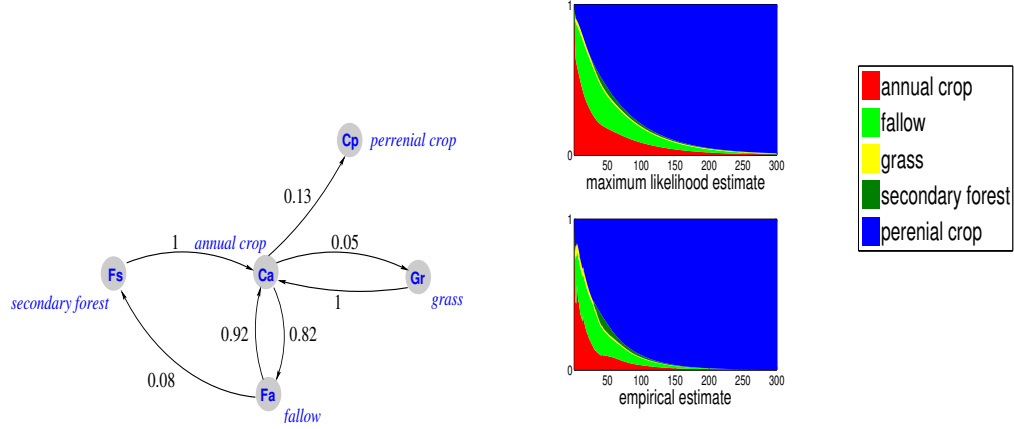 Cp perrenial crop
0.13
1 annual crop 0.05
Fs Ca Gr
secondary forest 1 grass
0.92 0.82
0.08
Fa
fallow
1
0
50 100 150 200 250 300
maximum likelihood estimate
1
0
50 100 150 200 250 300
empirical estimate
annual crop
fallow
grass
secondary forest
perenial crop